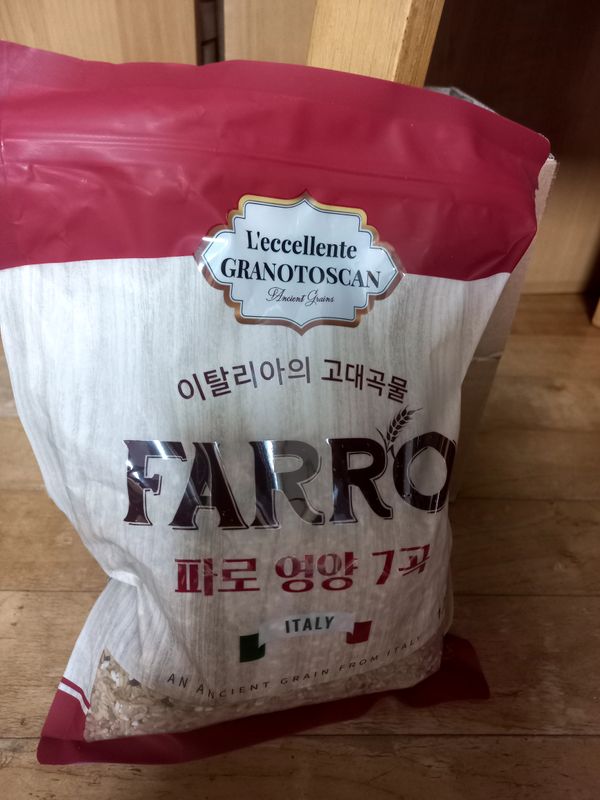 L'eccellente
GRANOTOSCAN
Ancient Grains
이탈리아의 고대곡물
FARRO
파로 영양 7곡
ITALY
AN ANCIENT GRAIN FROM ITALY